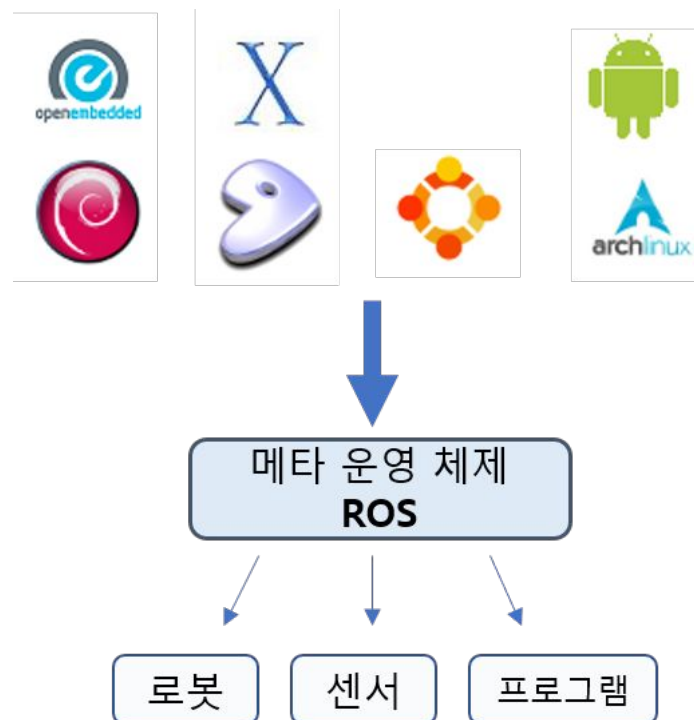 openembedded
X
archlinux
메타 운영 체제
ROS
로봇
센서
프로그램